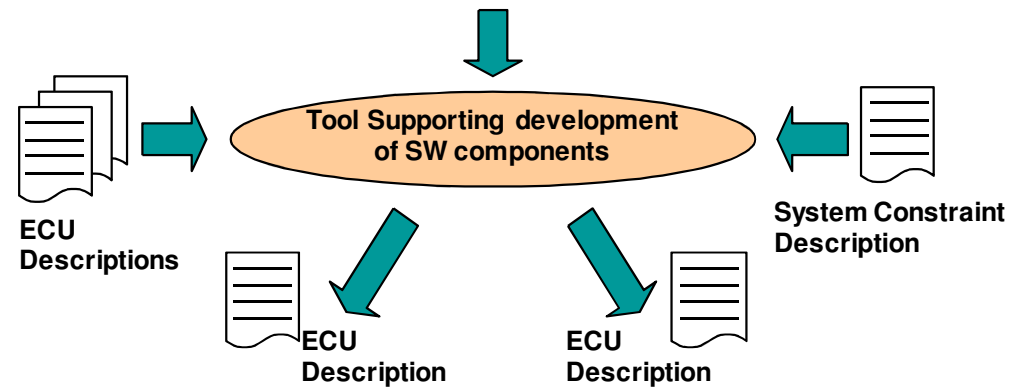 Tool Supporting development
of SW components
ECU
Descriptions
System Constraint
Description
ECU
Description
ECU
Description